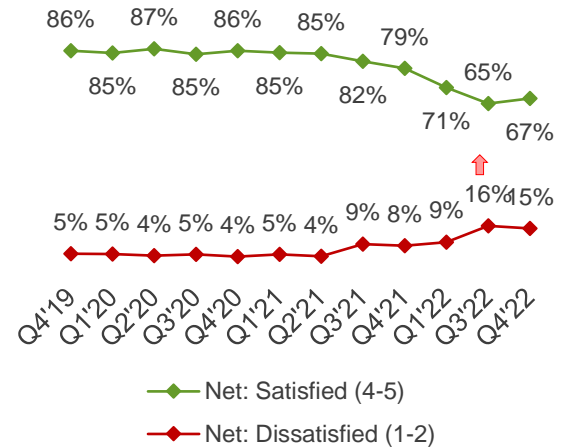 86% 87% 86% 85% 79% 65%
85% 85% 85% 82% 71% 67%
5% 5% 4% 5% 4% 5% 4% 9% 8% 9% 16% 15%
Q4'19 Q1'20 Q2'20 Q3'20 Q4'20 Q1'21 Q2'21 Q3'21 Q4'21 Q1'22 Q3'22 Q4'22
Net: Satisfied (4-5)
Net: Dissatisfied (1-2)